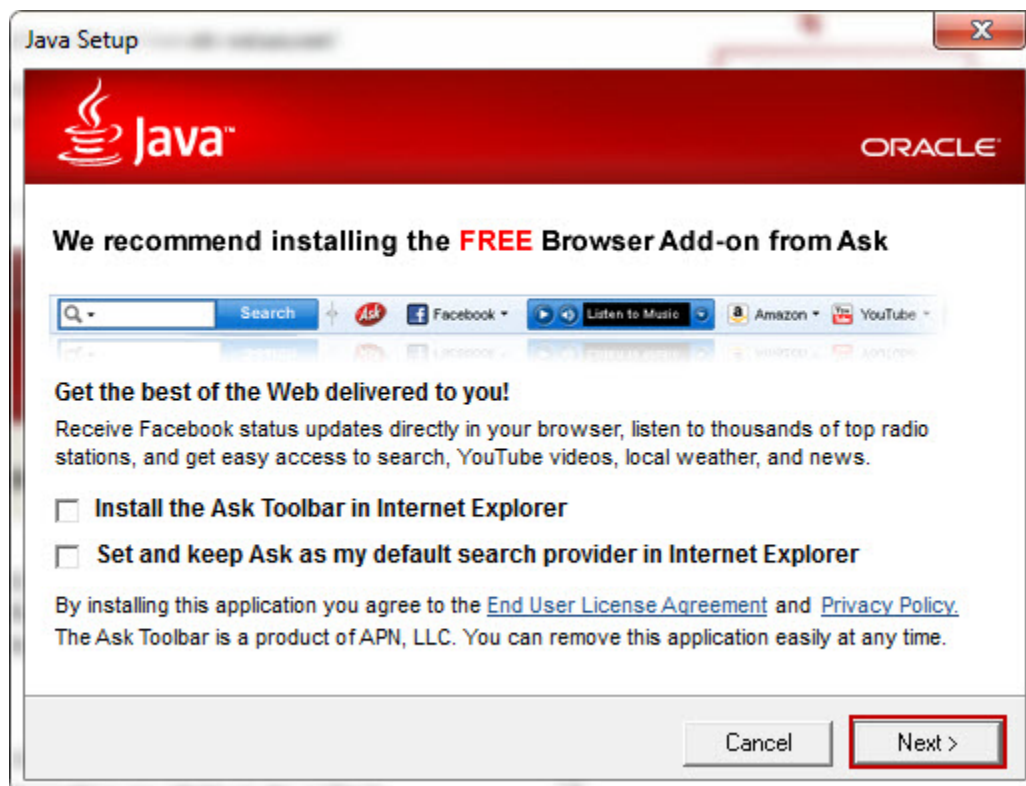 Java Setup
Java™
ORACLE
We recommend installing the FREE Browser Add-on from Ask
Search Ask Facebook Listen to Music Amazon YouTube
Get the best of the Web delivered to you!
Receive Facebook status updates directly in your browser, listen to thousands of top radio
stations, and get easy access to search, YouTube videos, local weather, and news.
Install the Ask Toolbar in Internet Explorer
Set and keep Ask as my default search provider in Internet Explorer
By installing this application you agree to the End User License Agreement and Privacy Policy.
The Ask Toolbar is a product of APN, LLC. You can remove this application easily at any time.
Cancel Next >